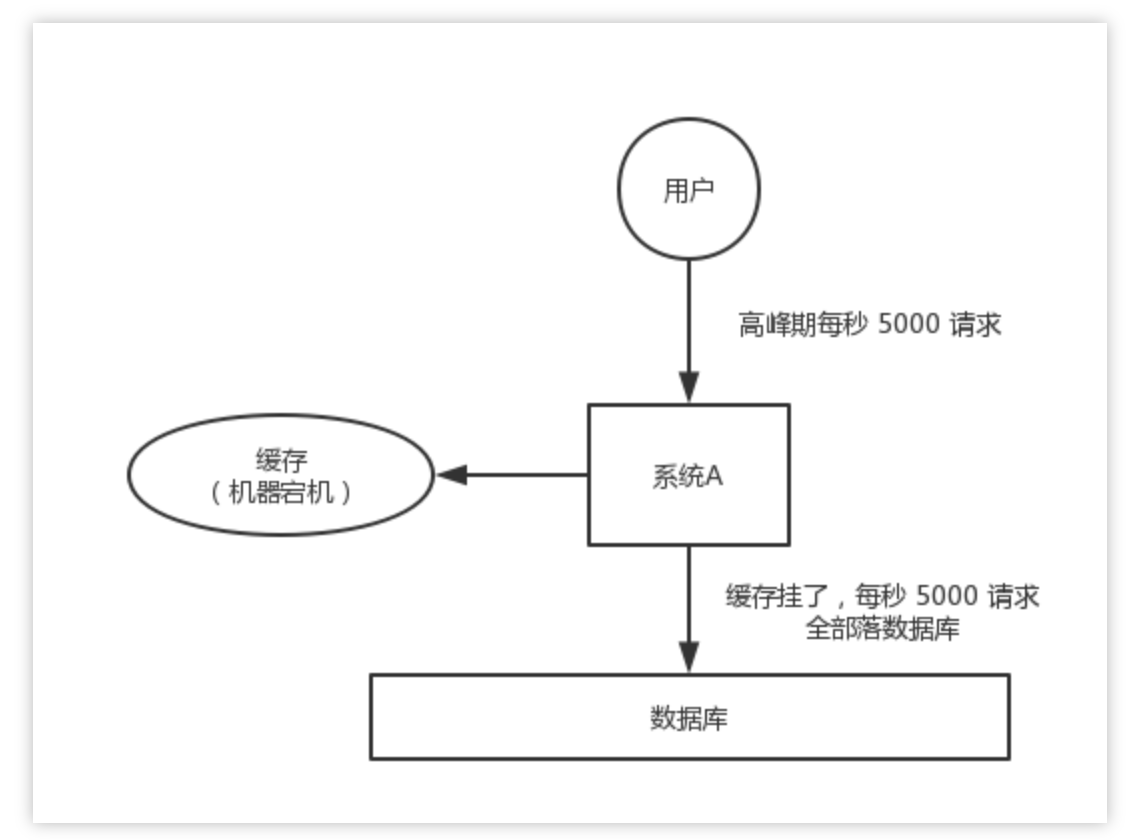 用户
高峰期每秒 5000 请求
缓存
（机器宕机）
系统A
缓存挂了，每秒 5000 请求
全部落数据库
数据库